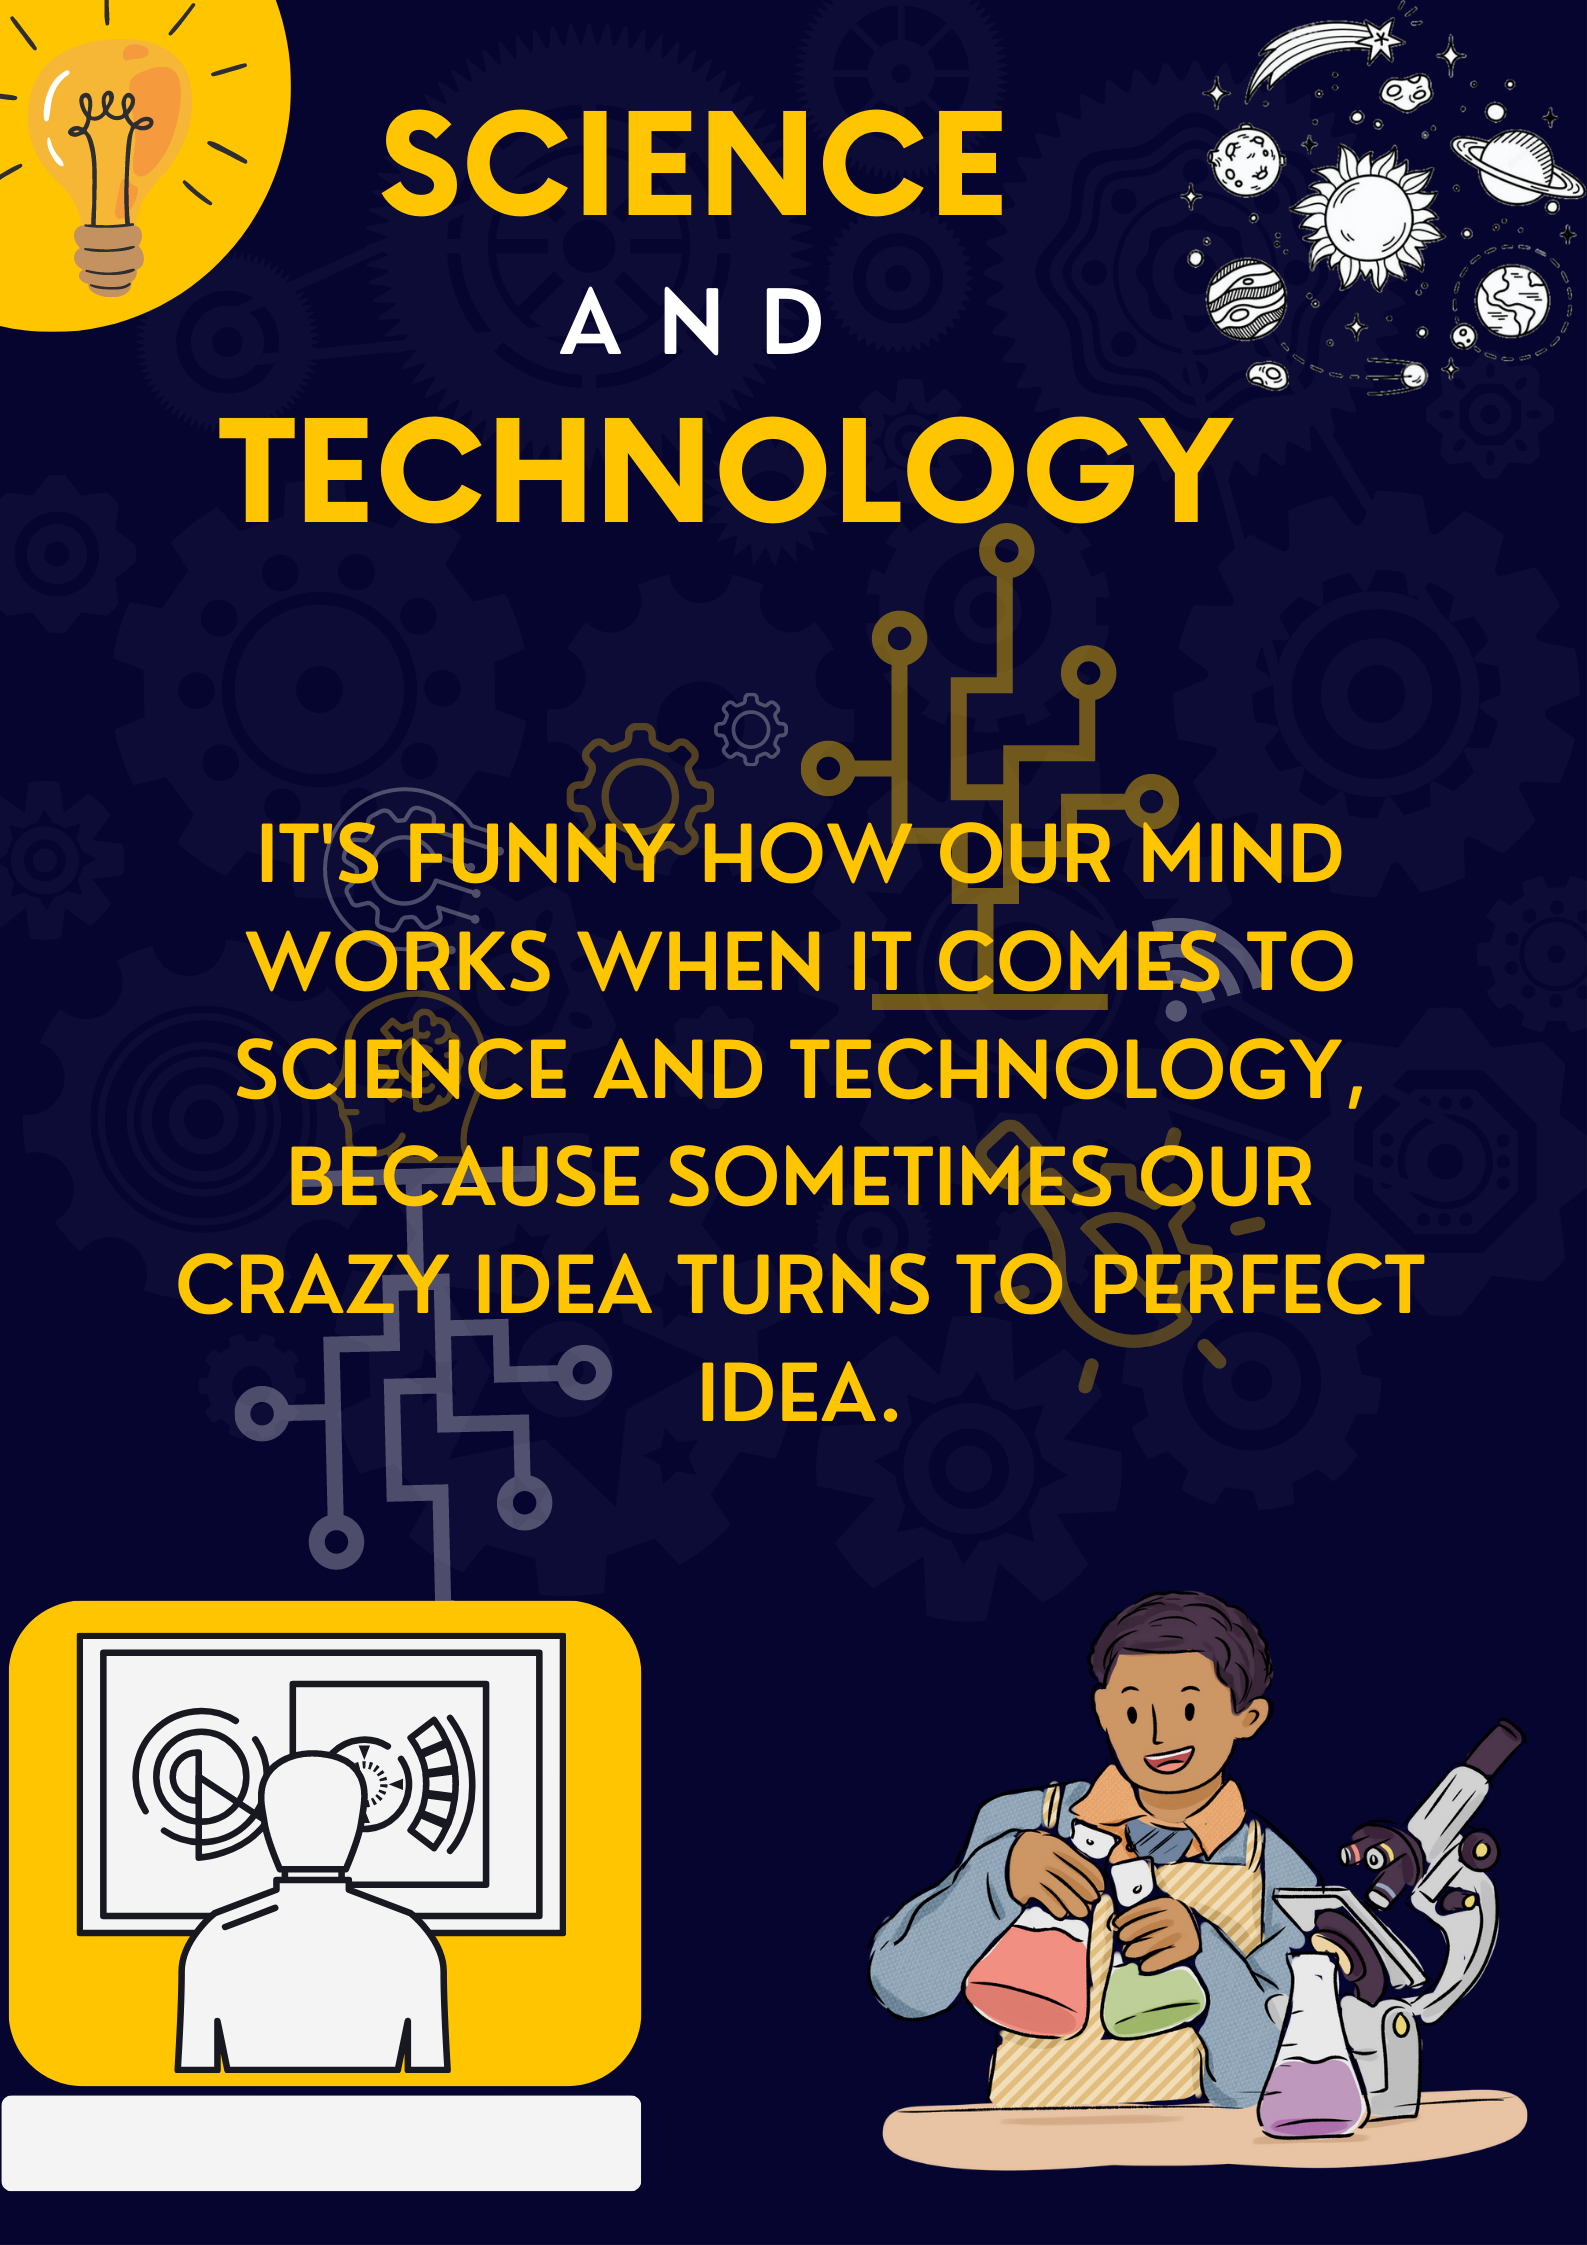 SCIENCE
AND
TECHNOLOGY
IT'S FUNNY HOW OUR MIND
WORKS WHEN IT COMES TO
SCIENCE AND TECHNOLOGY,
BECAUSE SOMETIMES OUR
CRAZY IDEA TURNS TO PERFECT
IDEA.